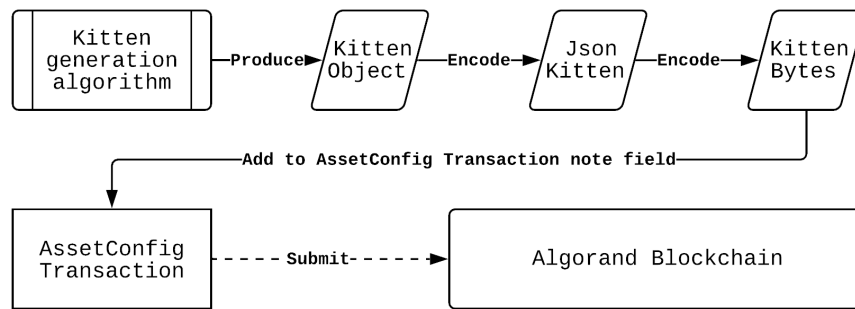 Kitten
generation
algorithm
Produce
Kitten
Object
Encode
Json
Kitten
Encode
Kitten
Bytes
Add to AssetConfig Transaction note field
AssetConfig
Transaction
Submit
Algorand Blockchain